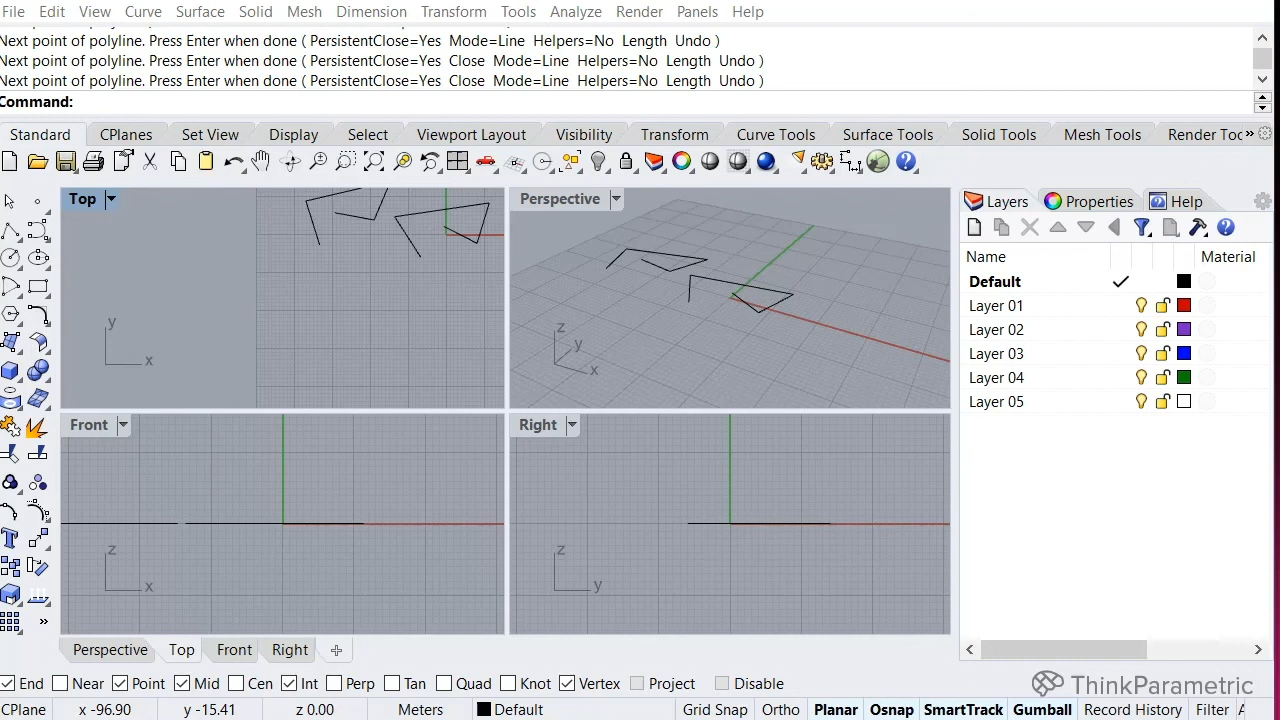 File Edit View Curve Surface Solid Mesh Dimension Transform Tools Analyze Render Panels Help
Next point of polyline. Press Enter when done ( PersistentClose=Yes Mode=Line Helpers=No Length Undo )
Next point of polyline. Press Enter when done ( PersistentClose=Yes Close Mode=Line Helpers=No Length Undo )
Next point of polyline. Press Enter when done ( PersistentClose=Yes Close Mode=Line Helpers=No Length Undo )
Command:
Standard CPlanes Set View Display Select Viewport Layout Visibility Transform Curve Tools Surface Tools Solid Tools Mesh Tools Render Toc »
Top Perspective
Layers Properties Help
Name Material
Default
Layer 01
Layer 02
Layer 03
Layer 04
Layer 05
y
x
z
y
x
Front Right
z
x
z
y
»
Perspective Top Front Right
End Near Point Mid Cen Int Perp Tan Quad Knot Vertex Project Disable
ThinkParametric
CPlane x -96.90 y -15.41 z 0.00 Meters Default Grid Snap Ortho Planar Osnap SmartTrack Gumball Record History Filter